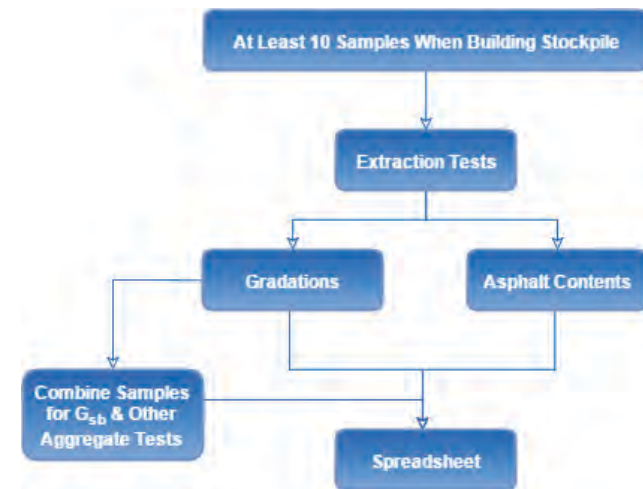 At Least 10 Samples When Building Stockpile
Extraction Tests
Gradations
Asphalt Contents
Combine Samples
for Gsb & Other
Aggregate Tests
Spreadsheet